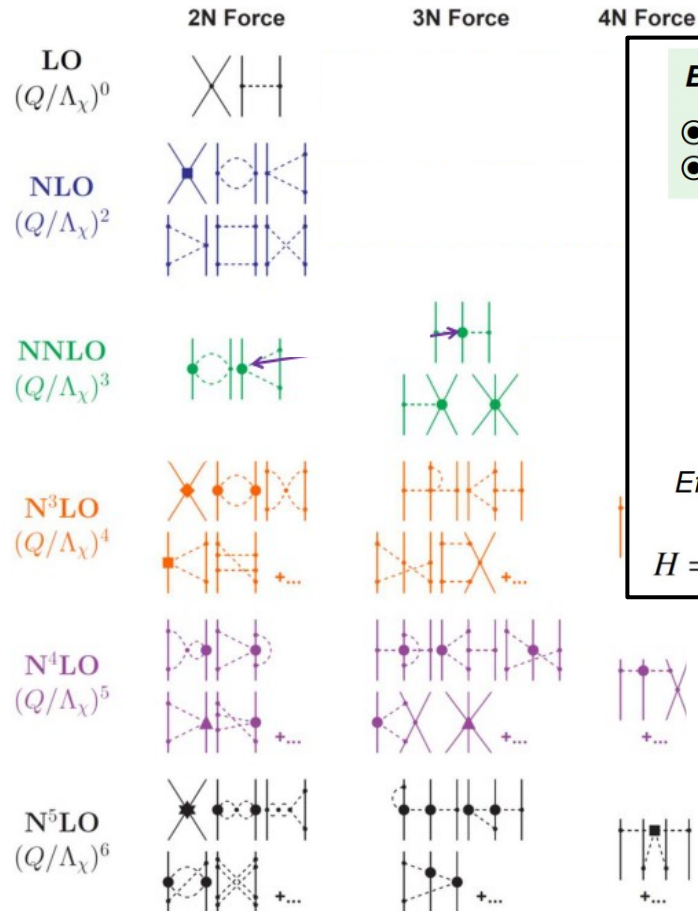 2N Force 3N Force 4N Force
LO
(Q/Λχ)⁰
NLO
(Q/Λχ)²
NNLO
(Q/Λχ)³
N³LO
(Q/Λχ)⁴
+... +...
N⁴LO
(Q/Λχ)⁵
+... +... +...
N⁵LO
(Q/Λχ)⁶
+... +... +...
H =